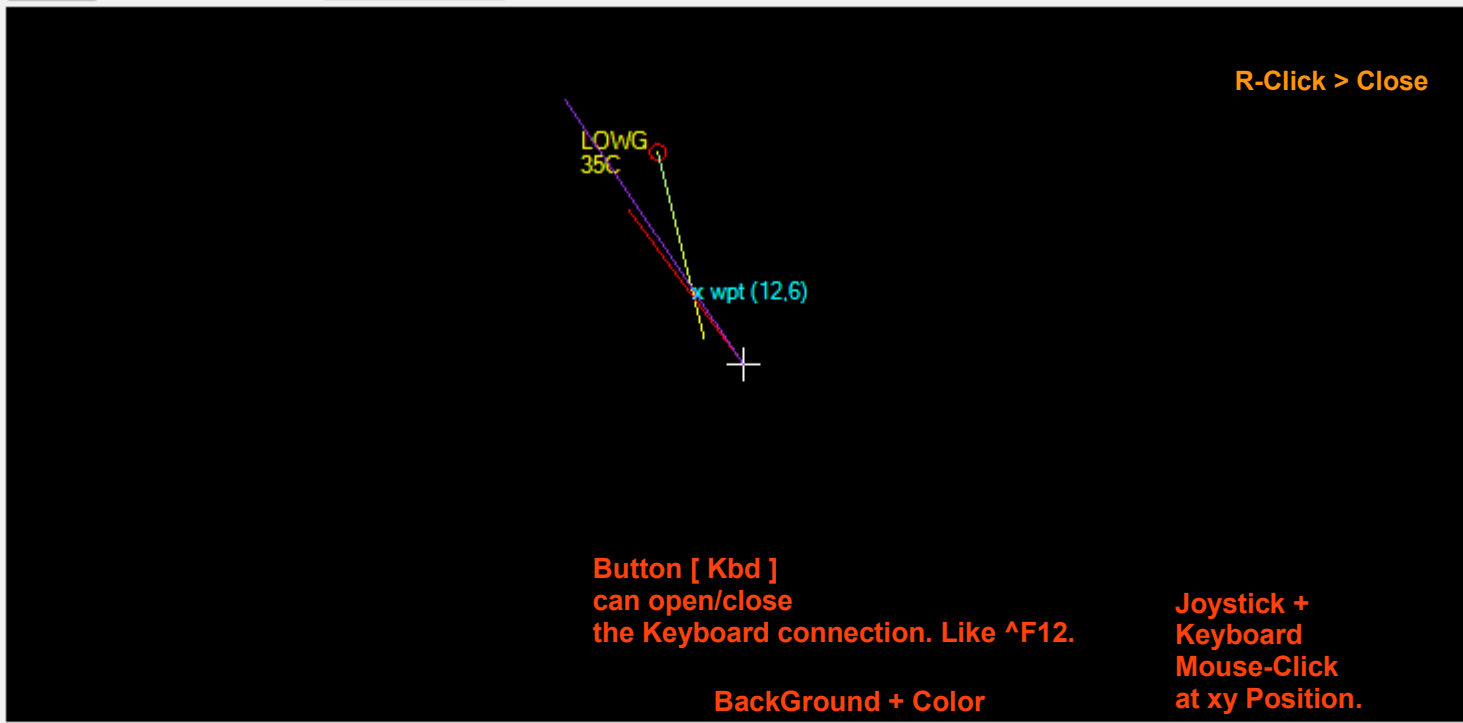 R-Click > Close
LOWG
35C
x wpt (12,6)
Button [ Kbd ]
can open/close
the Keyboard connection. Like ^F12.
Joystick +
Keyboard
Mouse-Click
at xy Position.
BackGround + Color